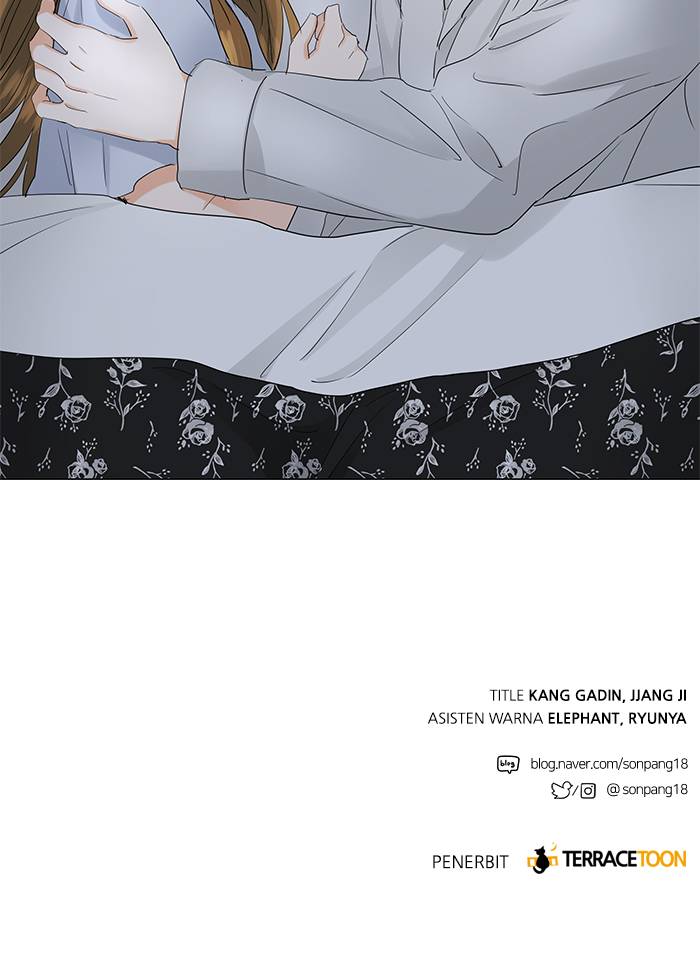 TITLE KANG GADIN, JJANG JI
ASISTEN WARNA ELEPHANT, RYUNYA
blog blog.naver.com/sonpang18
/ @sonpang18
PENERBIT TERRACETOON